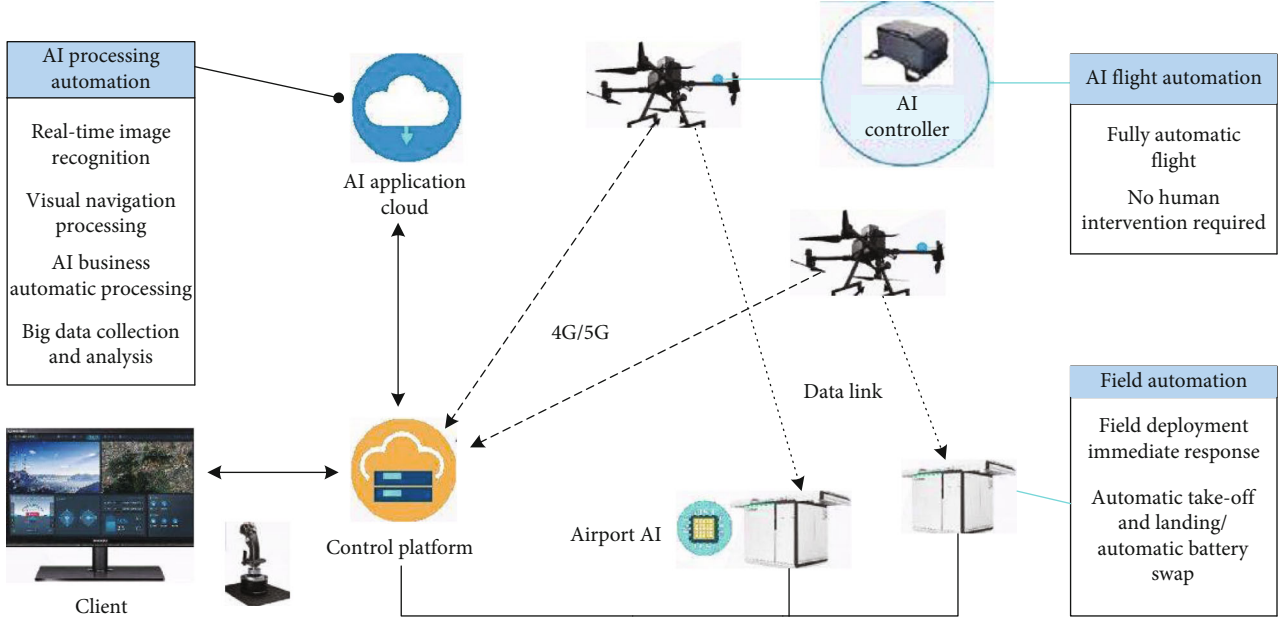 AI processing
automation
Real-time image
recognition
Visual navigation
processing
AI business
automatic processing
Big data collection
and analysis
AI application
cloud
AI
controller
AI flight automation
Fully automatic
flight
No human
intervention required
4G/5G
Data link
Field automation
Field deployment
immediate response
Automatic take-off
and landing/
automatic battery
swap
Airport AI
Control platform
Client